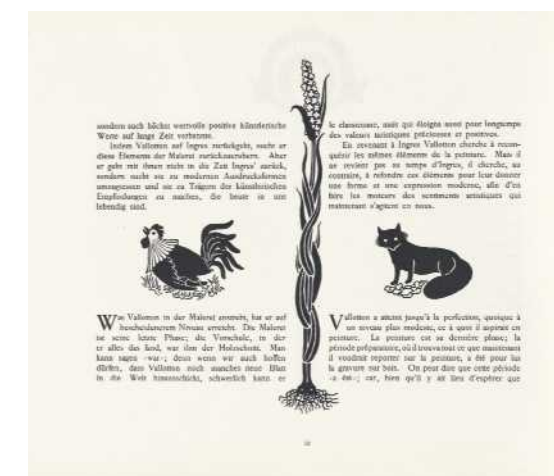 sondern auch höchst wertvolle positive künstlerische
Werte auf lange Zeit verbannte.
Indem Vallotton auf Ingres zurückgeht, sucht er
diese Elemente der Malerei zurückzuerobern. Aber
er geht mit ihnen nicht in die Zeit Ingres' zurück,
sondern sucht sie zu modernen Ausdrucksformen
umzugiessen und sie zu Trägern der künstlerischen
Empfindungen zu machen, die heute in uns
lebendig sind.
Was Vallotton in der Malerei anstrebt, hat er auf
bescheidenerem Niveau erreicht. Die Malerei
ist seine letzte Phase; die Vorschule, in der
er alles das fand, war ihm der Holzschnitt. Man
kann sagen »war«; denn wenn wir auch hoffen
dürfen, dass Vallotton noch manches neue Blatt
in die Welt hinausschickt, schwerlich kann er
le classicisme, mais qui éloigna aussi pour longtemps
des valeurs artistiques précieuses et positives.
En revenant à Ingres Vallotton cherche à recon-
quérir les mêmes éléments de la peinture. Mais il
ne revient pas au temps d'Ingres, il cherche, au
contraire, à refondre ces éléments pour leur donner
une forme et une expression moderne, afin d'en
faire les moteurs des sentiments artistiques qui
maintenant s'agitent en nous.
Vallotton a atteint jusqu'à la perfection, quoique à
un niveau plus modeste, ce à quoi il aspirait en
peinture. La peinture est sa dernière phase; la
période préparatoire, où il trouva tout ce que maintenant
il voudrait reporter sur la peinture, a été pour lui
la gravure sur bois. On peut dire que cette période
»a été«; car, bien qu'il y ait lieu d'espérer que